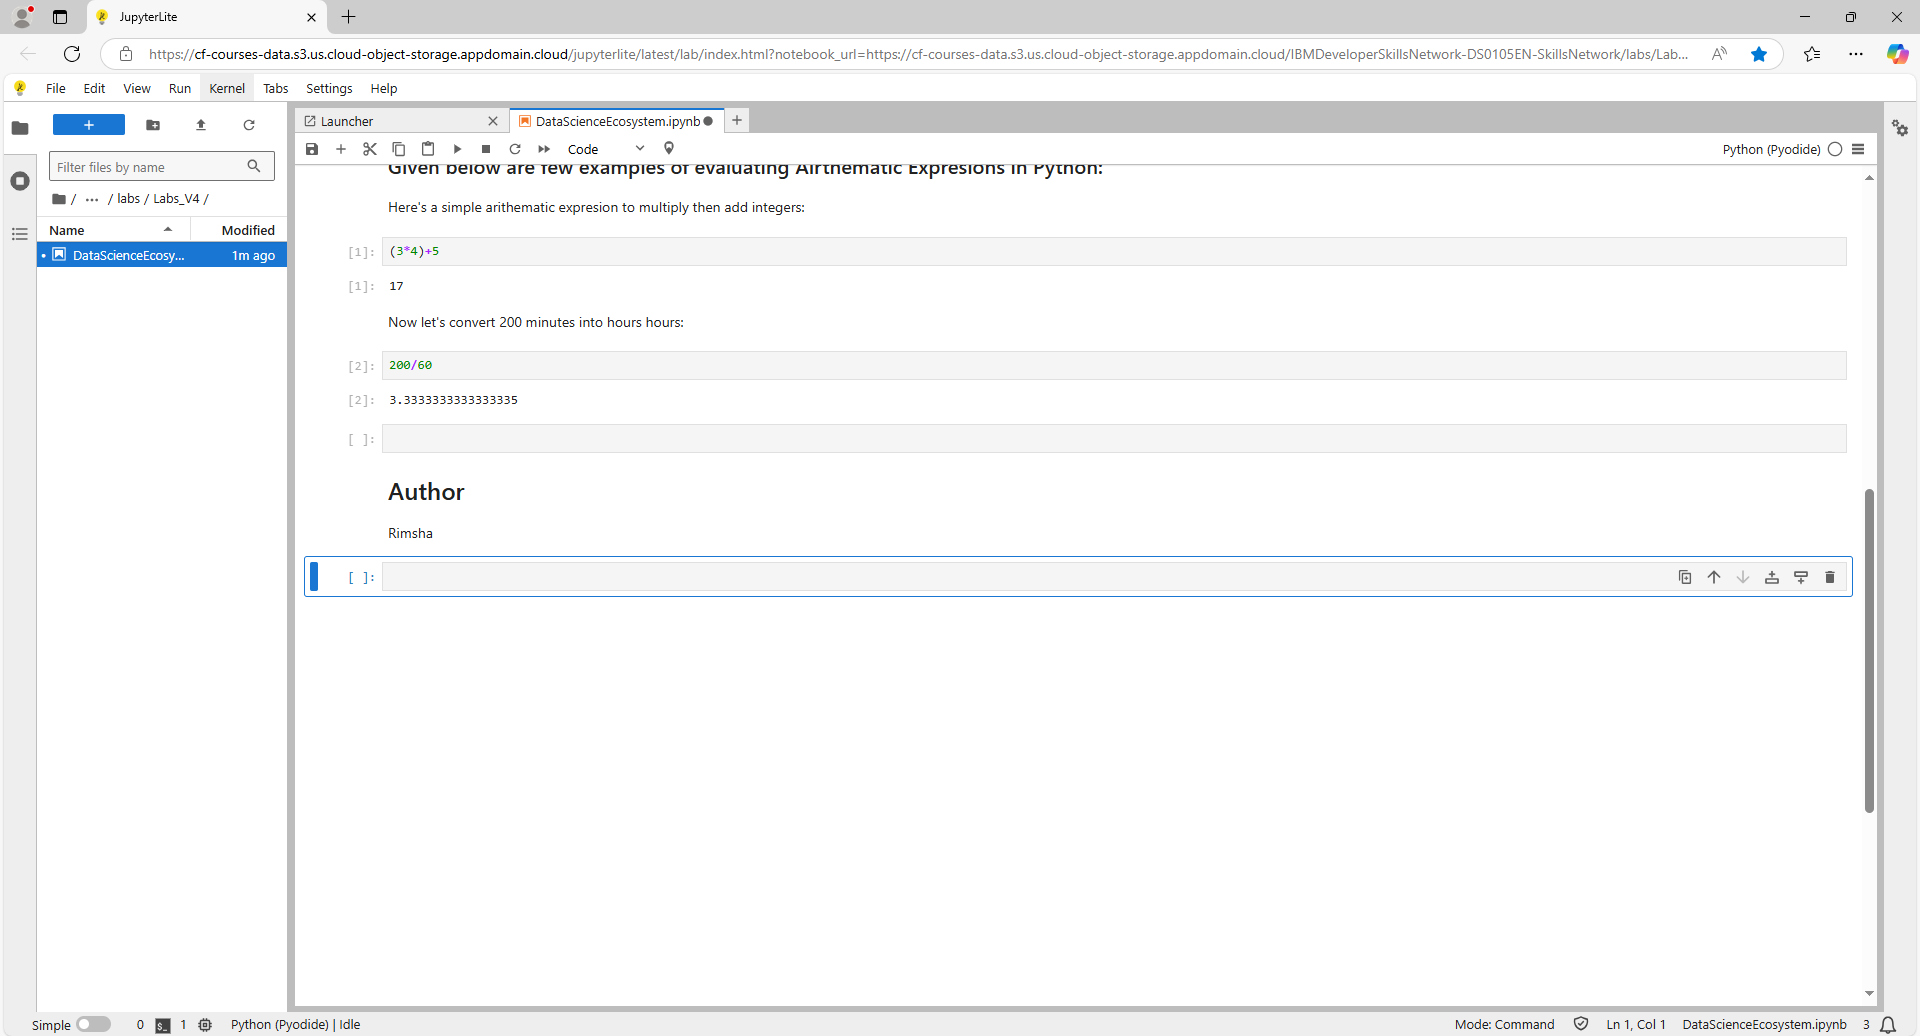 JupyterLite
https://cf-courses-data.s3.us.cloud-object-storage.appdomain.cloud/jupyterlite/latest/lab/index.html?notebook_url=https://cf-courses-data.s3.us.cloud-object-storage.appdomain.cloud/IBMDeveloperSkillsNetwork-DS0105EN-SkillsNetwork/labs/Lab...
File Edit View Run Kernel Tabs Settings Help
Launcher
DataScienceEcosystem.ipynb
Code
Python (Pyodide)
Filter files by name
/ ... / labs / Labs_V4 /
Name Modified
DataScienceEcosy... 1m ago
Given below are few examples of evaluating Airthematic Expresions in Python:
Here's a simple arithematic expresion to multiply then add integers:
[1]: (3*4)+5
[1]: 17
Now let's convert 200 minutes into hours hours:
[2]: 200/60
[2]: 3.3333333333333335
[ ]:
Author
Rimsha
[ ]:
Simple 0 $_ 1 Python (Pyodide) | Idle
Mode: Command Ln 1, Col 1 DataScienceEcosystem.ipynb 3